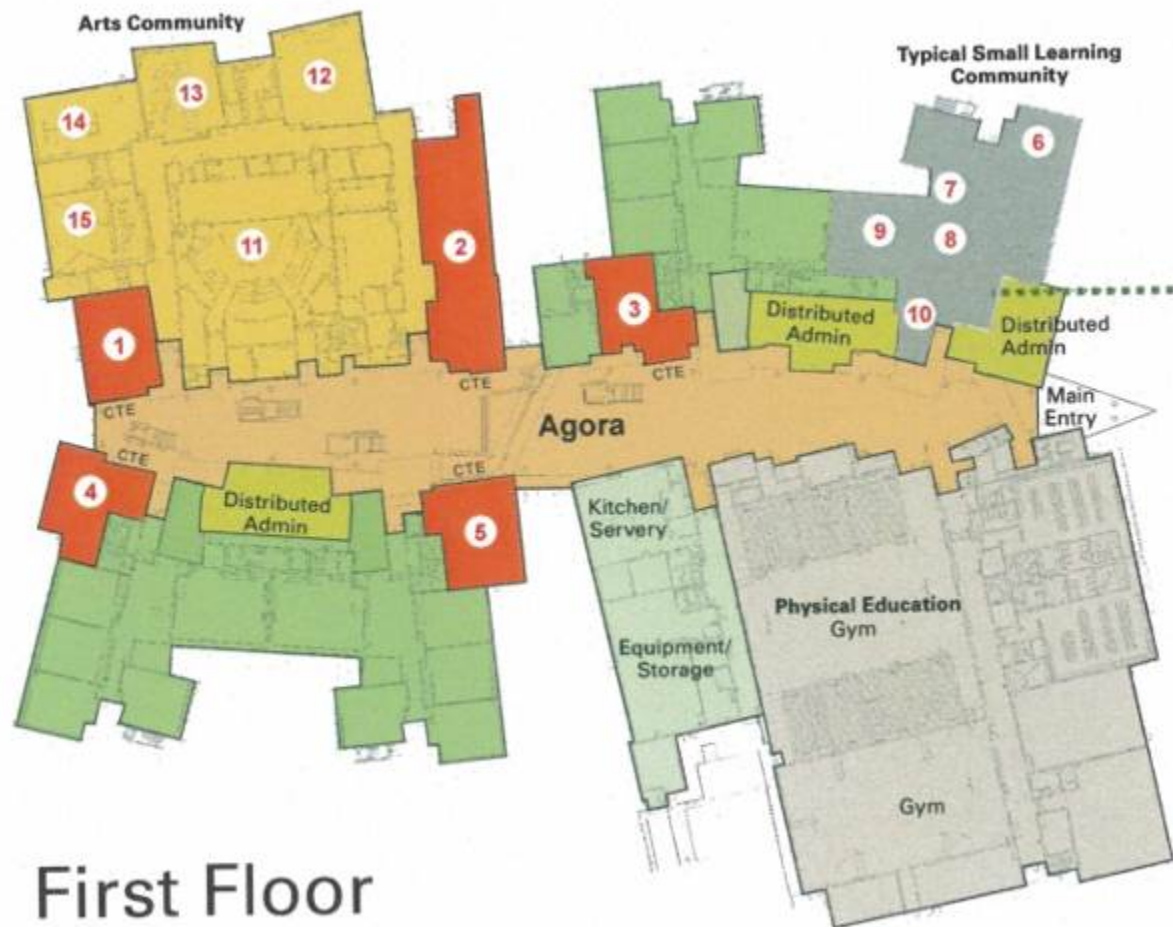 Arts Community
Typical Small Learning
Community
12
13
14
6
7
15
9
8
11
2
3
10
Distributed
Admin
Distributed
Admin
1
CTE
CTE
CTE
Main
Entry
Agora
CTE
CTE
4
Distributed
Admin
5
Kitchen/
Servery
Physical Education
Gym
Equipment/
Storage
Gym
First Floor